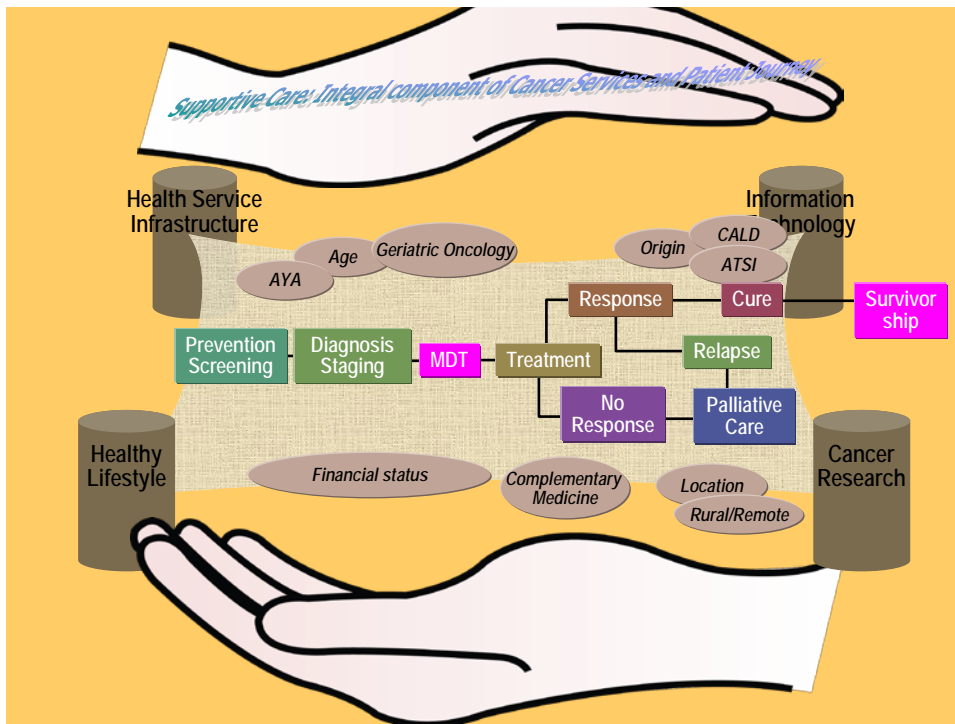 Supportive Care: Integral component of Cancer Services and Patient Journey
Health Service
Infrastructure
Information
Technology
CALD
Origin
Geriatric Oncology
Age
ATSI
AYA
Response
Cure
Survivor
ship
Prevention
Screening
Diagnosis
Staging
MDT
Treatment
Relapse
No
Response
Palliative
Care
Healthy
Lifestyle
Cancer
Research
Financial status
Complementary
Medicine
Location
Rural/Remote